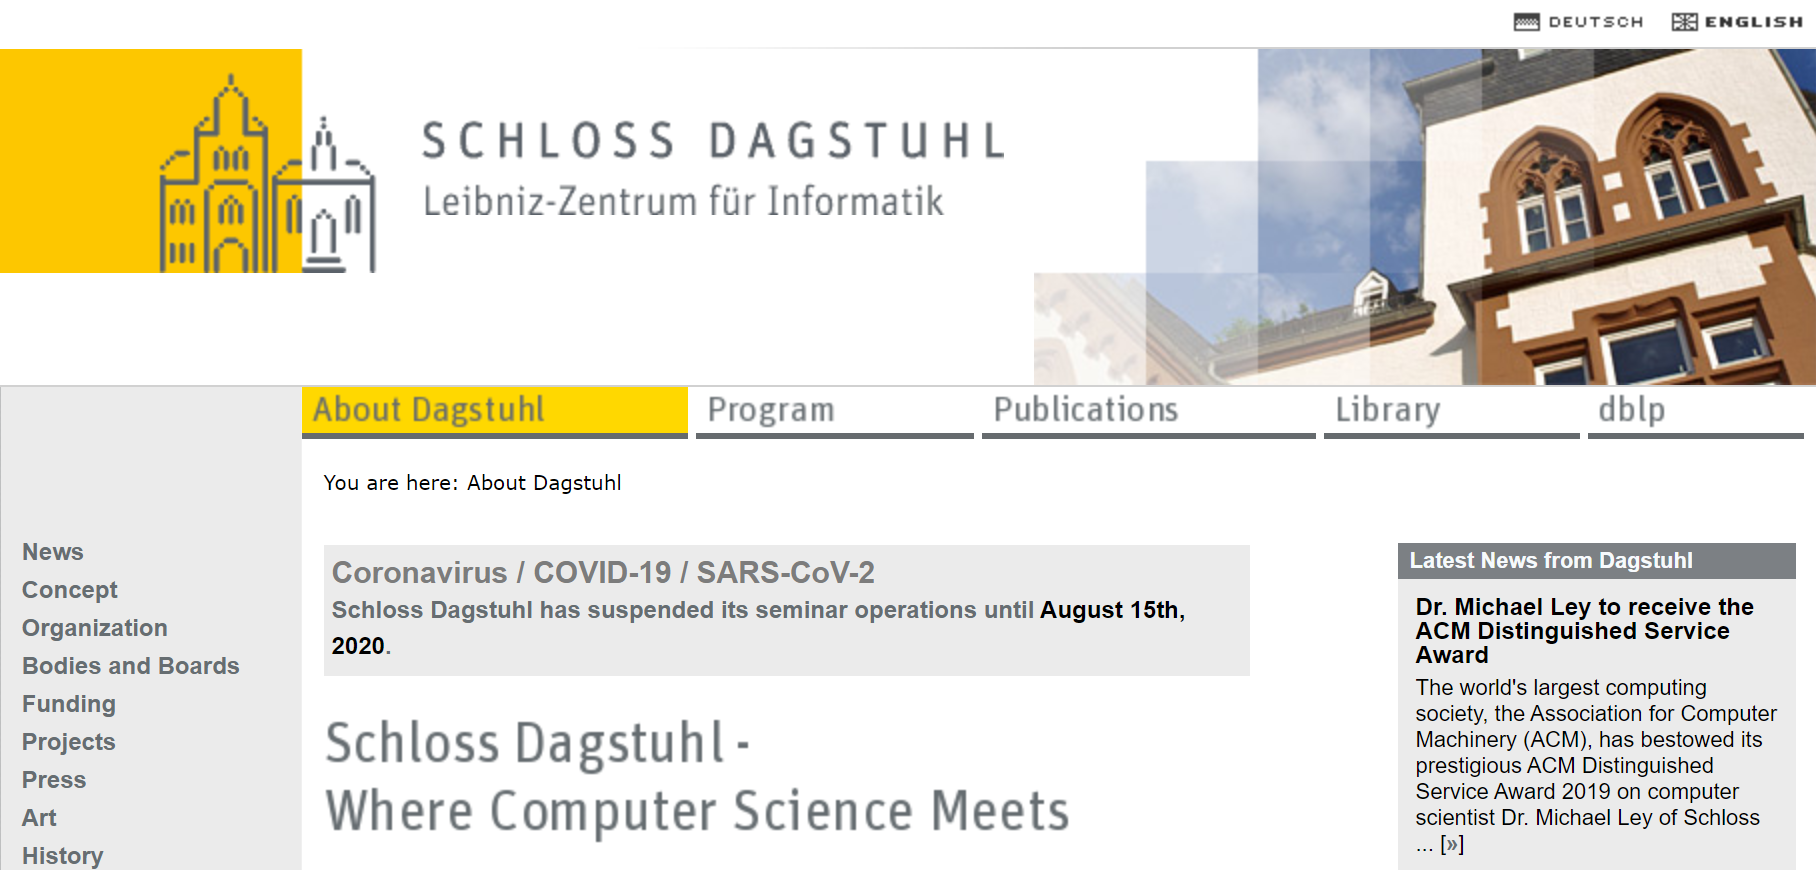 DEUTSCH ENGLISH
SCHLOSS DAGSTUHL
Leibniz-Zentrum für Informatik
About Dagstuhl Program Publications Library dblp
You are here: About Dagstuhl
News
Concept
Organization
Bodies and Boards
Funding
Projects
Press
Art
History
Coronavirus / COVID-19 / SARS-CoV-2
Schloss Dagstuhl has suspended its seminar operations until August 15th,
2020.
Schloss Dagstuhl -
Where Computer Science Meets
Latest News from Dagstuhl
Dr. Michael Ley to receive the
ACM Distinguished Service
Award
The world's largest computing
society, the Association for Computer
Machinery (ACM), has bestowed its
prestigious ACM Distinguished
Service Award 2019 on computer
scientist Dr. Michael Ley of Schloss
... [»]